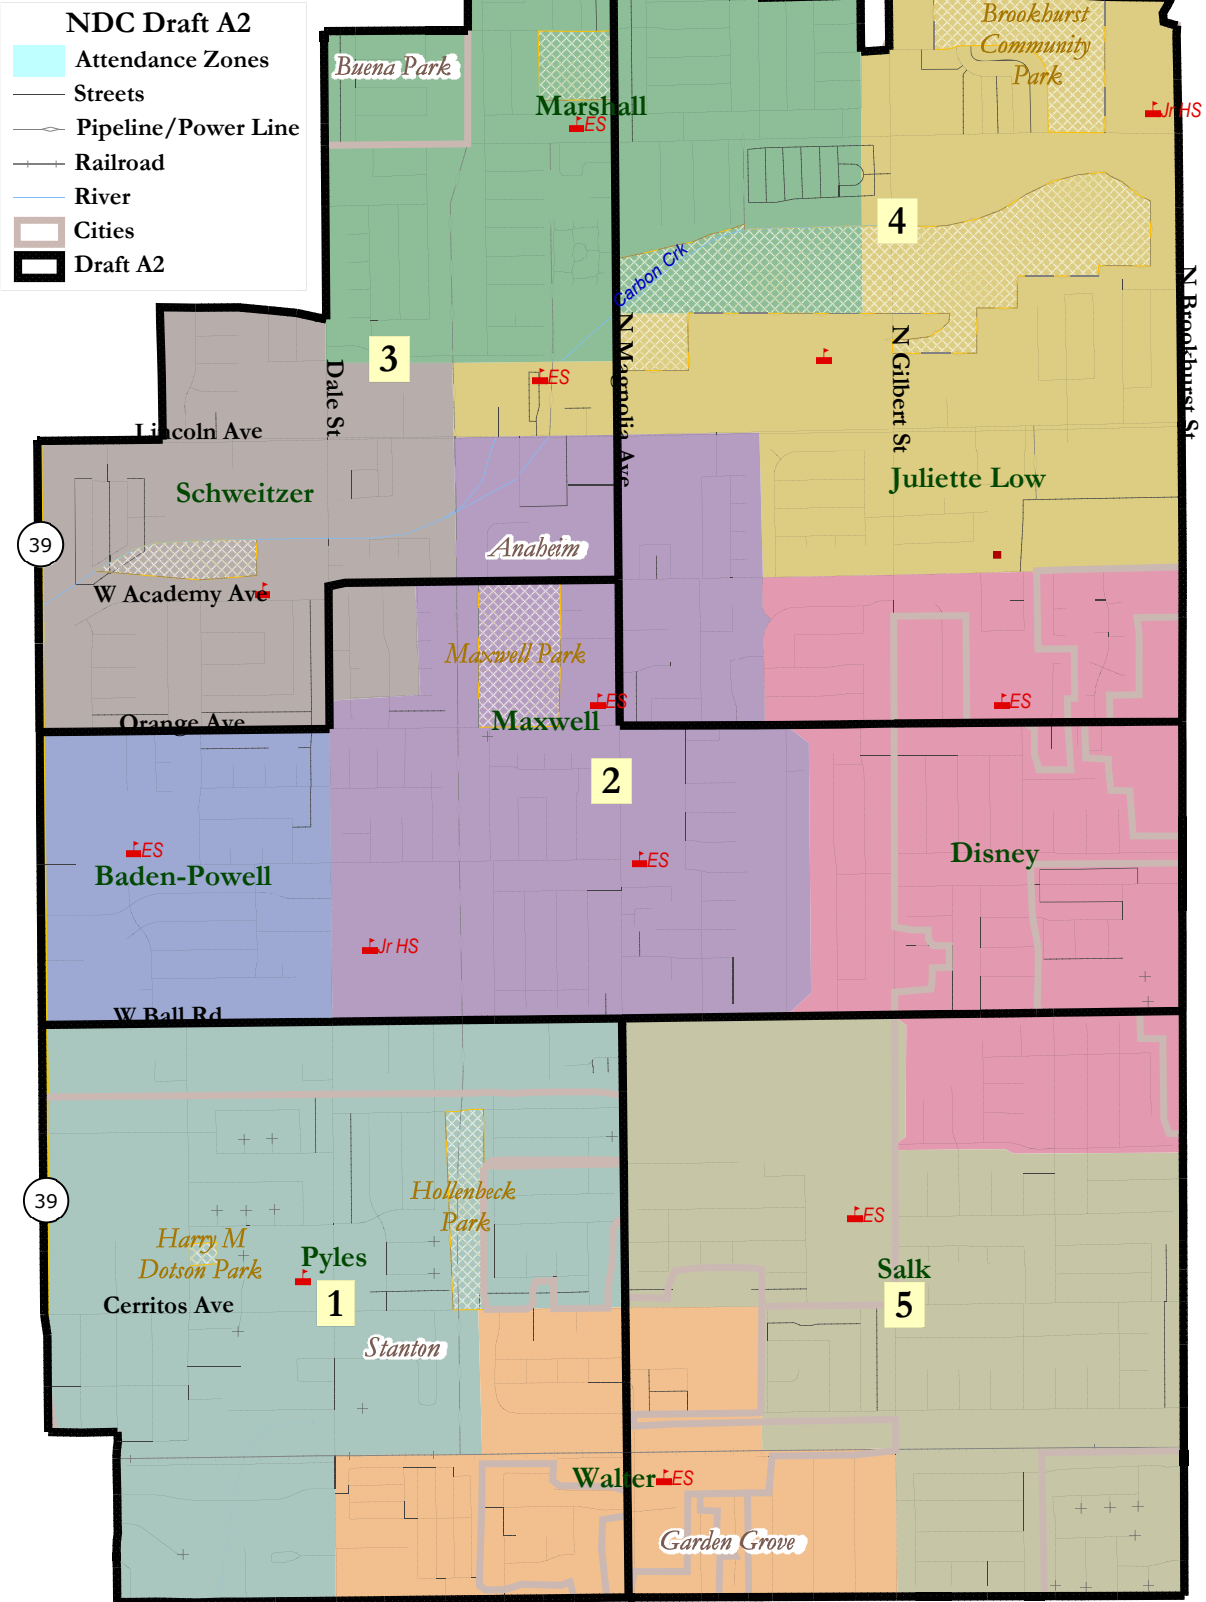 NDC Draft A2
Attendance Zones
Streets
Pipeline/Power Line
Railroad
River
Cities
Draft A2
Buena Park
Marshall
ES
Brookhurst
Community
Park
Jr HS
4
Carbon Crk
N Brookhurst St
N Magnolia Ave
N Gilbert St
Dale St
3
ES
Lincoln Ave
Schweitzer
Juliette Low
39
Anaheim
W Academy Ave
Maxwell Park
ES
ES
Orange Ave
Maxwell
2
ES
Baden-Powell
ES
Disney
Jr HS
W Ball Rd
39
Hollenbeck
Park
Harry M
Dotson Park
Pyles
ES
Salk
Cerritos Ave
1
5
Stanton
Walter
ES
Garden Grove